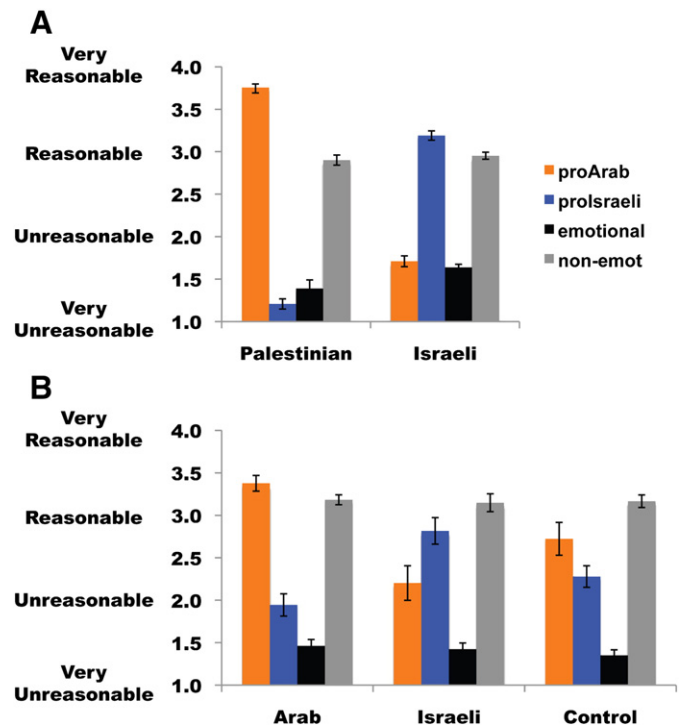 A
Very
Reasonable
Reasonable
Unreasonable
Very
Unreasonable
4.0
3.5
3.0
2.5
2.0
1.5
1.0
Palestinian
Israeli
proArab
proIsraeli
emotional
non-emot
B
Very
Reasonable
Reasonable
Unreasonable
Very
Unreasonable
4.0
3.5
3.0
2.5
2.0
1.5
1.0
Arab
Israeli
Control